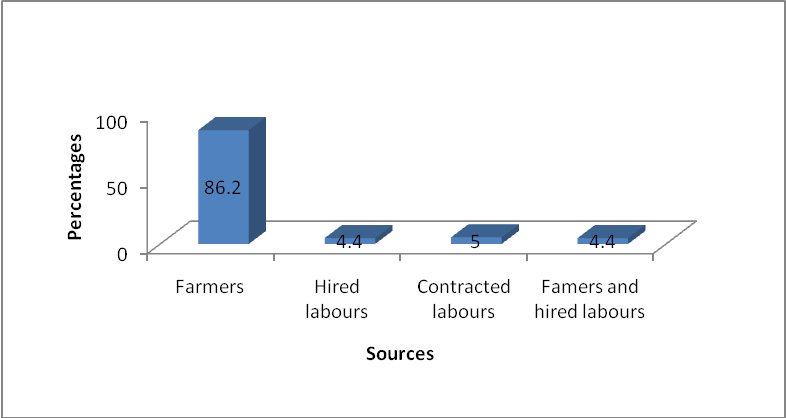 Percentages
100
50
0
86.2
4.4
5
4.4
Farmers
Hired
labours
Contracted
labours
Famers and
hired labours
Sources